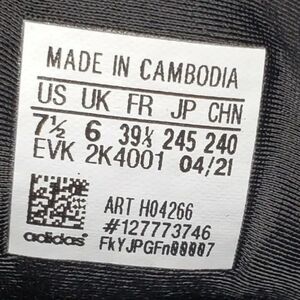 MADE IN CAMBODIA
US UK FR JP CHN
7½ 6 39⅓ 245 240
EVK 2K4001 04/21
ART H04266
#127773746
adidas FkYJPGFn00007